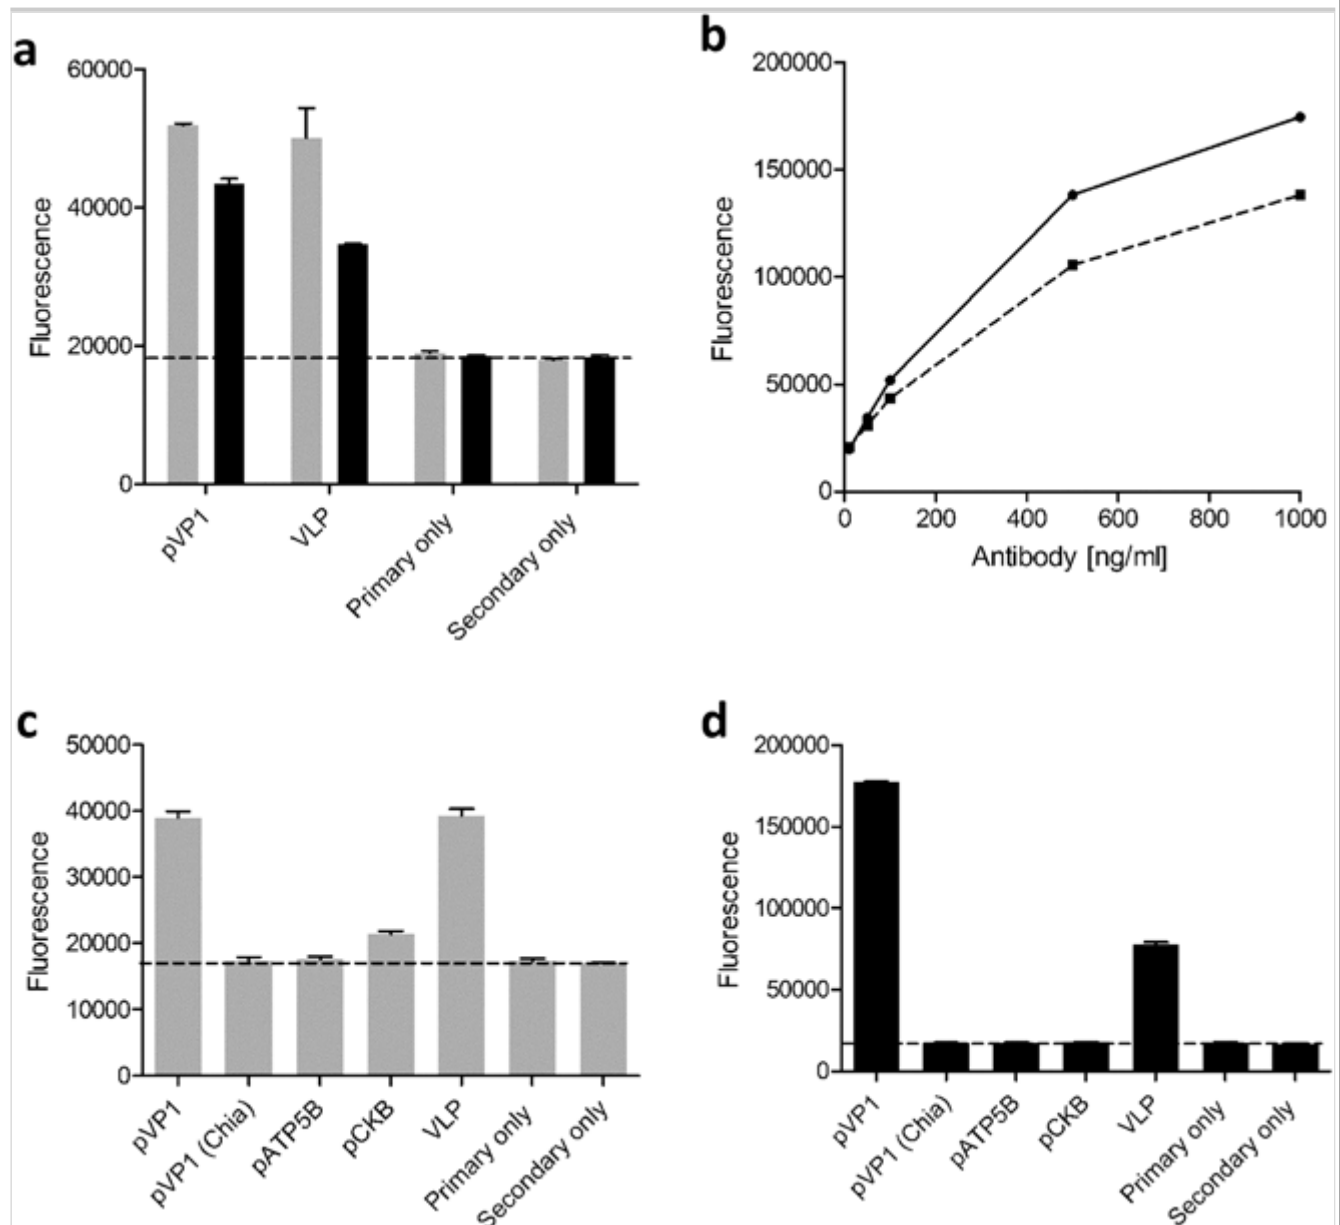 a
60000
40000
20000
0
Fluorescence
pVP1
VLP
Primary only
Secondary only
b
200000
150000
100000
50000
0
Fluorescence
0 200 400 600 800 1000
Antibody [ng/ml]
c
50000
40000
30000
20000
10000
0
Fluorescence
pVP1
pVP1 (Chia)
pATP5B
pCKB
VLP
Primary only
Secondary only
d
200000
150000
100000
50000
0
Fluorescence
pVP1
pVP1 (Chia)
pATP5B
pCKB
VLP
Primary only
Secondary only